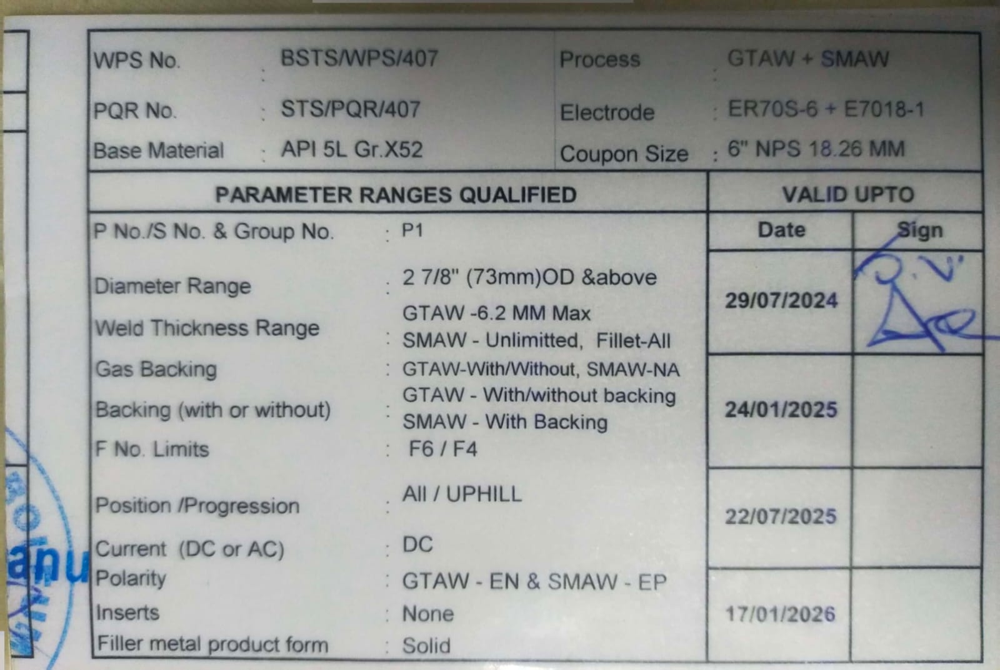 WPS No. : BSTS/WPS/407 Process : GTAW + SMAW
PQR No. : STS/PQR/407 Electrode : ER70S-6 + E7018-1
Base Material : API 5L Gr.X52 Coupon Size : 6" NPS 18.26 MM
PARAMETER RANGES QUALIFIED VALID UPTO
P No./S No. & Group No. : P1 Date Sign
Diameter Range : 2 7/8" (73mm)OD &above
29/07/2024
Weld Thickness Range : GTAW -6.2 MM Max
SMAW - Unlimitted, Fillet-All
Gas Backing : GTAW-With/Without, SMAW-NA
Backing (with or without) : GTAW - With/without backing
SMAW - With Backing
24/01/2025
F No. Limits : F6 / F4
Position /Progression : All / UPHILL
22/07/2025
Current (DC or AC) : DC
Polarity : GTAW - EN & SMAW - EP
Inserts : None
17/01/2026
Filler metal product form : Solid
anu